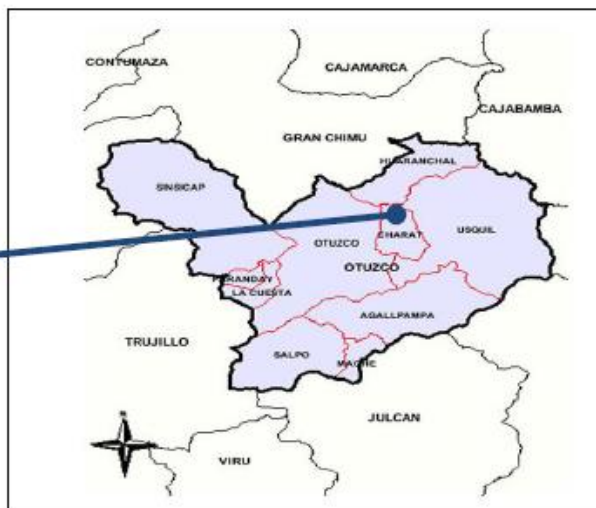 CONTUMAZA
CAJAMARCA
CAJABAMBA
GRAN CHIMU
HUARANCHAL
SINSICAP
CHARAT
USQUIL
OTUZCO
OTUZCO
PARANDAY
LA CUESTA
AGALLPAMPA
TRUJILLO
SALPO
MACHE
JULCAN
N
VIRU